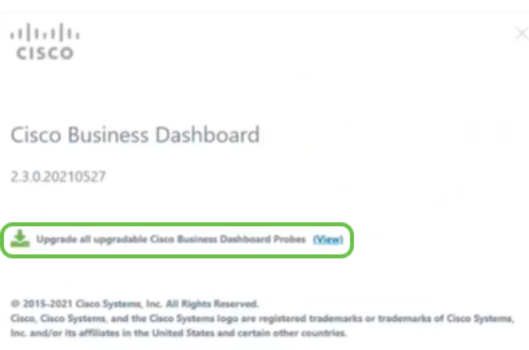 CISCO
Cisco Business Dashboard
2.3.0.20210527
Upgrade all upgradable Cisco Business Dashboard Probes (View)
© 2015-2021 Cisco Systems, Inc. All Rights Reserved.
Cisco, Cisco Systems, and the Cisco Systems logo are registered trademarks or trademarks of Cisco Systems,
Inc. and/or its affiliates in the United States and certain other countries.